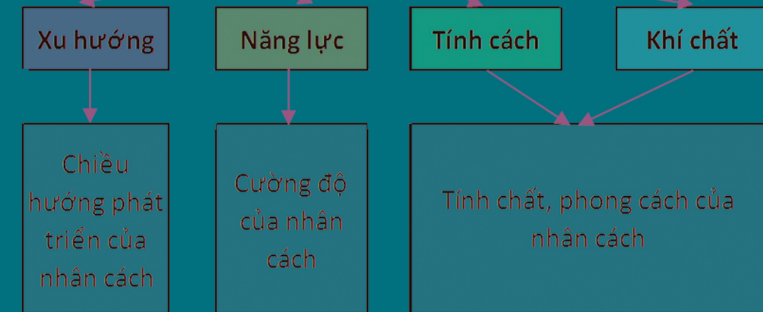 Xu hướng
Năng lực
Tính cách
Khí chất
Chiều
hướng phát
triển của
nhân cách
Cường độ
của nhân
cách
Tính chất, phong cách của
nhân cách